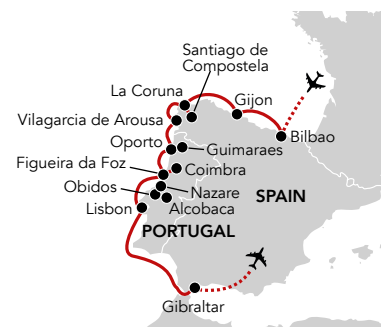 Santiago de
Compostela
La Coruna
Gijon
Vilagarcia de Arousa
Bilbao
Oporto
Guimaraes
Figueira da Foz
Coimbra
Obidos
Nazare
SPAIN
Lisbon
Alcobaca
PORTUGAL
Gibraltar